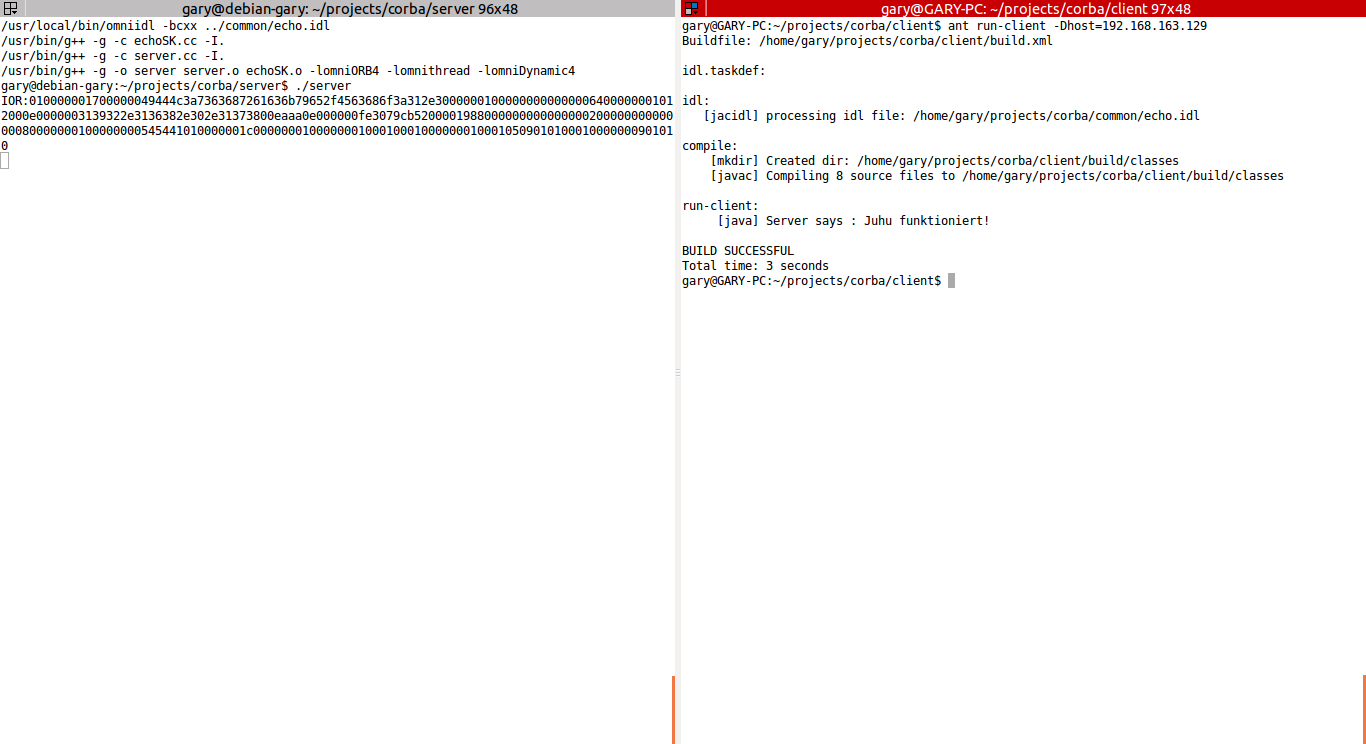 gary@debian-gary: ~/projects/corba/server 96x48
/usr/local/bin/omniidl -bcxx ../common/echo.idl
/usr/bin/g++ -g -c echoSK.cc -I.
/usr/bin/g++ -g -c server.cc -I.
/usr/bin/g++ -g -o server server.o echoSK.o -lomniORB4 -lomnithread -lomniDynamic4
gary@debian-gary:~/projects/corba/server$ ./server
gary@GARY-PC: ~/projects/corba/client 97x48
gary@GARY-PC:~/projects/corba/client$ ant run-client -Dhost=192.168.163.129
Buildfile: /home/gary/projects/corba/client/build.xml
idl.taskdef:
idl:
[jacidl] processing idl file: /home/gary/projects/corba/common/echo.idl
compile:
[mkdir] Created dir: /home/gary/projects/corba/client/build/classes
[javac] Compiling 8 source files to /home/gary/projects/corba/client/build/classes
run-client:
[java] Server says : Juhu funktioniert!
BUILD SUCCESSFUL
Total time: 3 seconds
gary@GARY-PC:~/projects/corba/client$